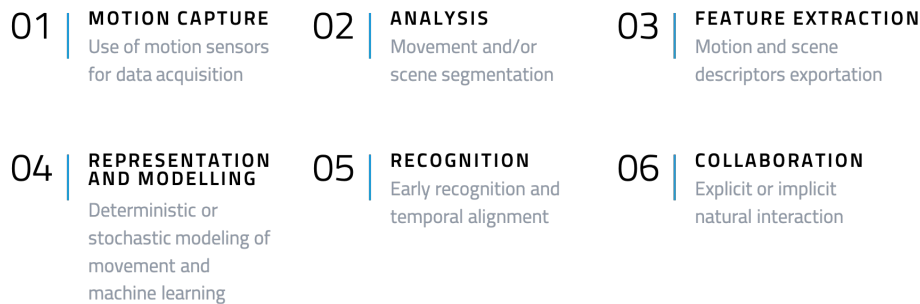 01
MOTION CAPTURE
Use of motion sensors
for data acquisition
02
ANALYSIS
Movement and/or
scene segmentation
03
FEATURE EXTRACTION
Motion and scene
descriptors exportation
04
REPRESENTATION
AND MODELLING
Deterministic or
stochastic modeling of
movement and
machine learning
05
RECOGNITION
Early recognition and
temporal alignment
06
COLLABORATION
Explicit or implicit
natural interaction